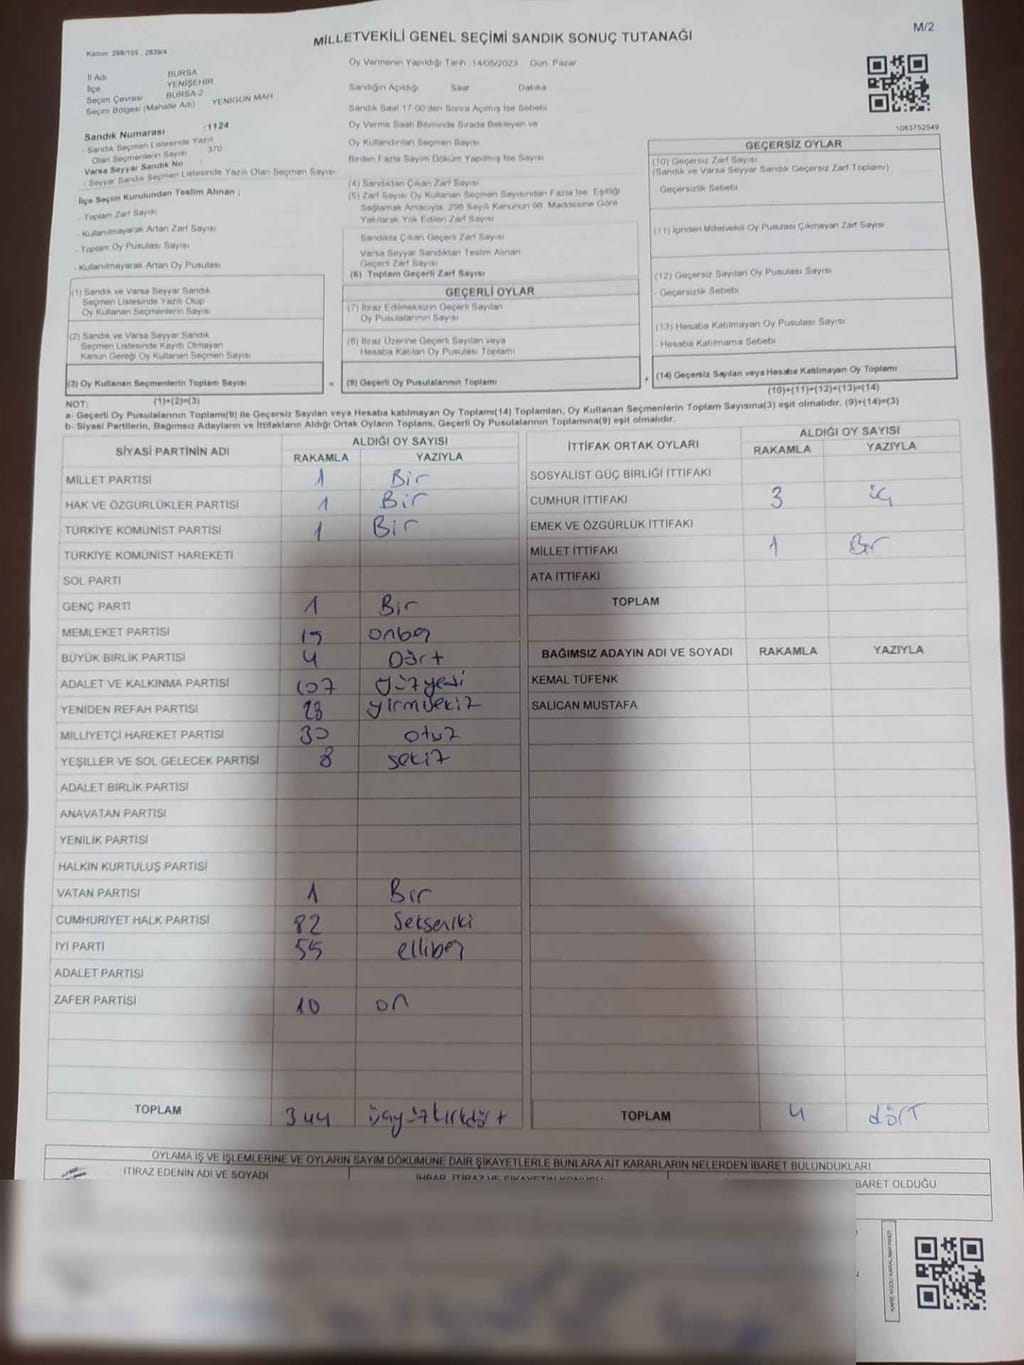 M/2
MİLLETVEKİLİ GENEL SEÇİMİ SANDIK SONUÇ TUTANAĞI
Kanun: 298/105 , 2839/4
İl Adı BURSA
İlçe YENİŞEHİR
Seçim Çevresi BURSA-2
Seçim Bölgesi (Mahalle Adı) YENİGÜN MAH
Sandık Numarası :1124
- Sandık Seçmen Listesinde Yazılı
Olan Seçmenlerin Sayısı 370
Varsa Seyyar Sandık No :
- Seyyar Sandık Seçmen Listesinde Yazılı Olan Seçmen Sayısı
İlçe Seçim Kurulundan Teslim Alınan ;
- Toplam Zarf Sayısı
- Kullanılmayarak Artan Zarf Sayısı
- Toplam Oy Pusulası Sayısı
- Kullanılmayarak Artan Oy Pusulası
(1) Sandık ve Varsa Seyyar Sandık
Seçmen Listesinde Yazılı Olup
Oy Kullanan Seçmenlerin Sayısı
(2) Sandık ve Varsa Seyyar Sandık
Seçmen Listesinde Kayıtlı Olmayan
Kanun Gereği Oy Kullanan Seçmen Sayısı
(3) Oy Kullanan Seçmenlerin Toplam Sayısı
(1)+(2)=(3)
Oy Vermenin Yapıldığı Tarih : 14/05/2023 Gün: Pazar
Sandığın Açıldığı Saat Dakika
Sandık Saat 17:00'den Sonra Açılmış İse Sebebi
Oy Verme Saati Bitiminde Sırada Bekleyen ve
Oy Kullandırılan Seçmen Sayısı
Birden Fazla Sayım Döküm Yapılmış İse Sayısı
(4) Sandıktan Çıkan Zarf Sayısı
(5) Zarf Sayısı Oy Kullanan Seçmen Sayısından Fazla İse, Eşitliği
Sağlamak Amacıyla, 298 Sayılı Kanunun 98. Maddesine Göre
Yakılarak Yok Edilen Zarf Sayısı
Sandıkta Çıkan Geçerli Zarf Sayısı
Varsa Seyyar Sandıktan Teslim Alınan
Geçerli Zarf Sayısı
(6) Toplam Geçerli Zarf Sayısı
GEÇERLİ OYLAR
(7) İtiraz Edilmeksizin Geçerli Sayılan
Oy Pusulalarının Sayısı
(8) İtiraz Üzerine Geçerli Sayılan veya
Hesaba Katılan Oy Pusulası Toplamı
= (9) Geçerli Oy Pusulalarının Toplamı
1083752549
GEÇERSİZ OYLAR
(10) Geçersiz Zarf Sayısı
(Sandık ve Varsa Seyyar Sandık Geçersiz Zarf Toplamı)
- Geçersizlik Sebebi
(11) İçinden Milletvekili Oy Pusulası Çıkmayan Zarf Sayısı
(12) Geçersiz Sayılan Oy Pusulası Sayısı
- Geçersizlik Sebebi
(13) Hesaba Katılmayan Oy Pusulası Sayısı
- Hesaba Katılmama Sebebi
+ (14) Geçersiz Sayılan veya Hesaba Katılmayan Oy Toplamı
(10)+(11)+(12)+(13)=(14)
NOT:
a- Geçerli Oy Pusulalarının Toplamı(9) ile Geçersiz Sayılan veya Hesaba katılmayan Oy Toplamı(14) Toplamları, Oy Kullanan Seçmenlerin Toplam Sayısına(3) eşit olmalıdır. (9)+(14)=(3)
b- Siyasi Partilerin, Bağımsız Adayların ve İttifakların Aldığı Ortak Oyların Toplamı, Geçerli Oy Pusulalarının Toplamına(9) eşit olmalıdır.
SİYASİ PARTİNİN ADI ALDIĞI OY SAYISI
RAKAMLA YAZIYLA
MİLLET PARTİSİ 1 Bir
HAK VE ÖZGÜRLÜKLER PARTİSİ 1 Bir
TÜRKİYE KOMÜNİST PARTİSİ 1 Bir
TÜRKİYE KOMÜNİST HAREKETİ
SOL PARTİ
GENÇ PARTİ 1 Bir
MEMLEKET PARTİSİ 15 onbeş
BÜYÜK BİRLİK PARTİSİ 4 Dört
ADALET VE KALKINMA PARTİSİ 107 yüzyedi
YENİDEN REFAH PARTİSİ 28 yirmisekiz
MİLLİYETÇİ HAREKET PARTİSİ 30 otuz
YEŞİLLER VE SOL GELECEK PARTİSİ 8 sekiz
ADALET BİRLİK PARTİSİ
ANAVATAN PARTİSİ
YENİLİK PARTİSİ
HALKIN KURTULUŞ PARTİSİ
VATAN PARTİSİ 1 Bir
CUMHURİYET HALK PARTİSİ 82 Sekseniki
İYİ PARTİ 55 ellibeş
ADALET PARTİSİ
ZAFER PARTİSİ 10 on
TOPLAM 344 üçyüzkırkdört
İTTİFAK ORTAK OYLARI ALDIĞI OY SAYISI
RAKAMLA YAZIYLA
SOSYALİST GÜÇ BİRLİĞİ İTTİFAKI
CUMHUR İTTİFAKI 3 üç
EMEK VE ÖZGÜRLÜK İTTİFAKI
MİLLET İTTİFAKI 1 Bir
ATA İTTİFAKI
TOPLAM
BAĞIMSIZ ADAYIN ADI VE SOYADI RAKAMLA YAZIYLA
KEMAL TÜFENK
SALİCAN MUSTAFA
TOPLAM 4 dört
OYLAMA İŞ VE İŞLEMLERİNE VE OYLARIN SAYIM DÖKÜMÜNE DAİR ŞİKAYETLERLE BUNLARA AİT KARARLARIN NELERDEN İBARET BULUNDUKLARI
İTİRAZ EDENİN ADI VE SOYADI
İHBAR, İTİRAZ VE ŞİKAYETİN KONUSU
BARET OLDUĞU